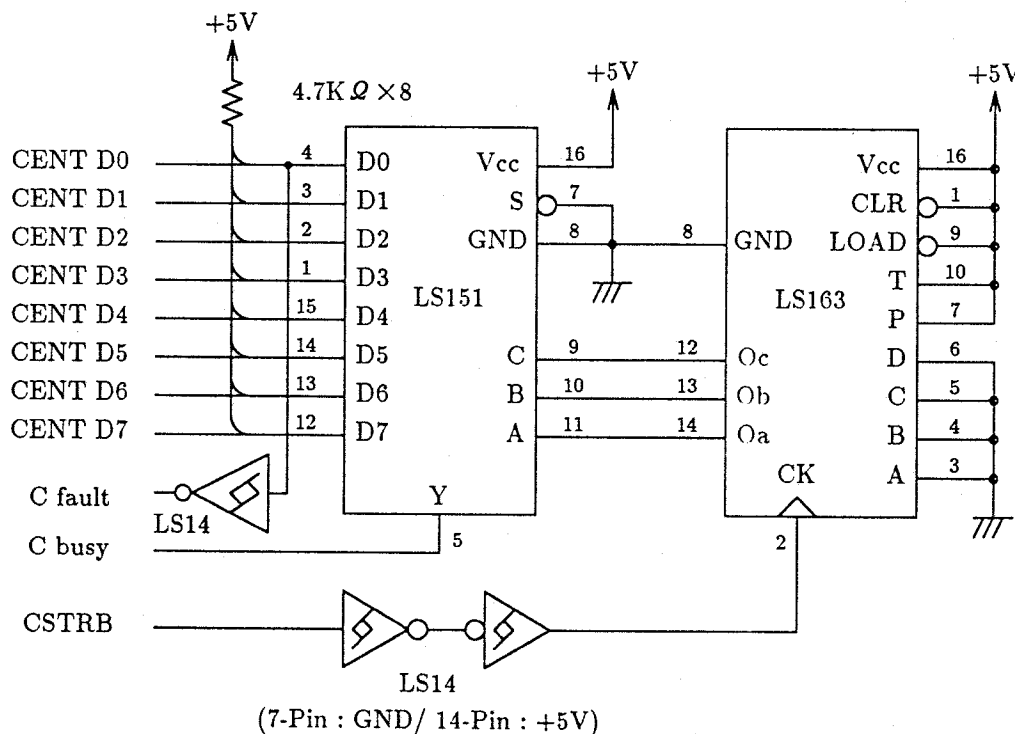 +5V
4.7KΩ ×8
+5V
+5V
CENT D0 4 D0 Vcc 16 Vcc 16
CENT D1 3 D1 S 7 CLR 1
CENT D2 2 D2 GND 8 8 GND LOAD 9
CENT D3 1 D3 T 10
LS151 LS163
CENT D4 15 D4 P 7
CENT D5 14 D5 C 9 12 Oc D 6
CENT D6 13 D6 B 10 13 Ob C 5
CENT D7 12 D7 A 11 14 Oa B 4
A 3
C fault Y CK
LS14
C busy 5 2
CSTRB
LS14
(7-Pin : GND/ 14-Pin : +5V)